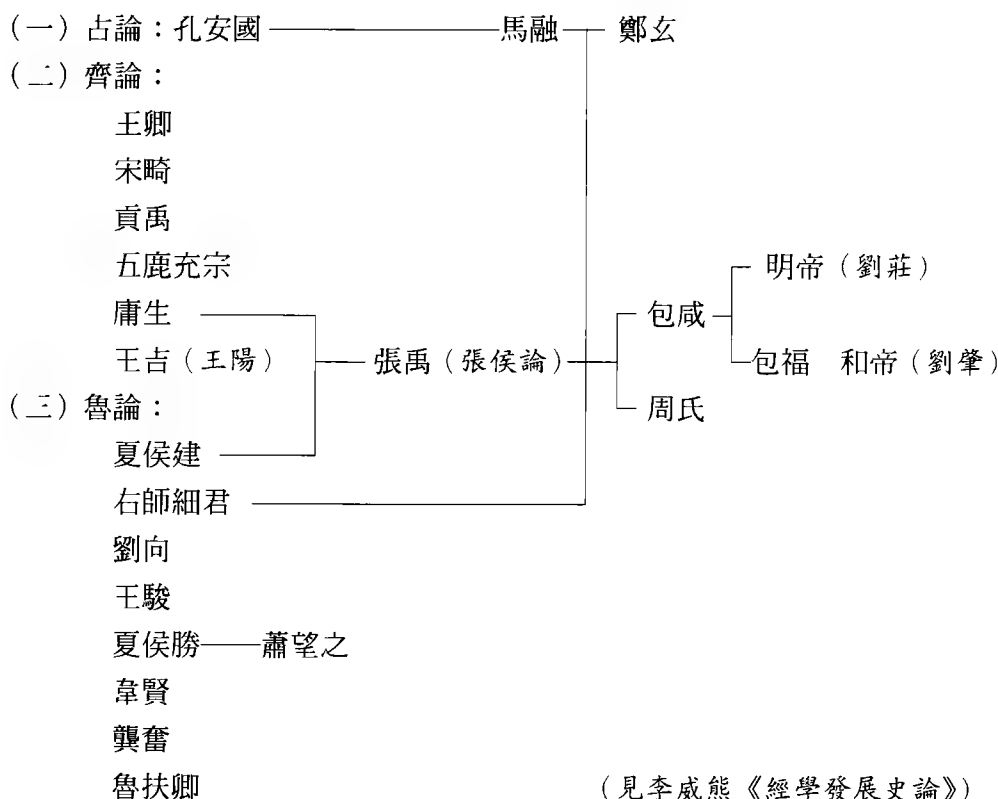 (一)古論：孔安國 馬融 鄭玄
(二)齊論：
王卿
宋畸
貢禹
五鹿充宗
明帝(劉莊)
庸生 包咸
王吉(王陽) 張禹(張侯論) 包福 和帝(劉肇)
(三)魯論： 周氏
夏侯建
右師細君
劉向
王駿
夏侯勝 蕭望之
韋賢
龔奮
魯扶卿 (見李威熊《經學發展史論》)